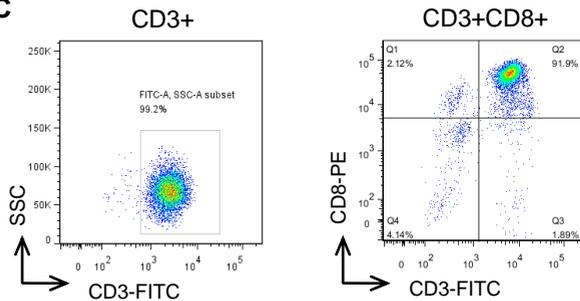 C
CD3+
250K
200K
150K
100K
50K
0
FITC-A, SSC-A subset
99.2%
SSC
0 10^2 10^3 10^4 10^5
CD3-FITC
CD3+CD8+
Q1
2.12%
Q2
91.9%
10^5
10^4
10^3
10^2
0
CD8-PE
Q4
4.14%
Q3
1.89%
0 10^2 10^3 10^4 10^5
CD3-FITC